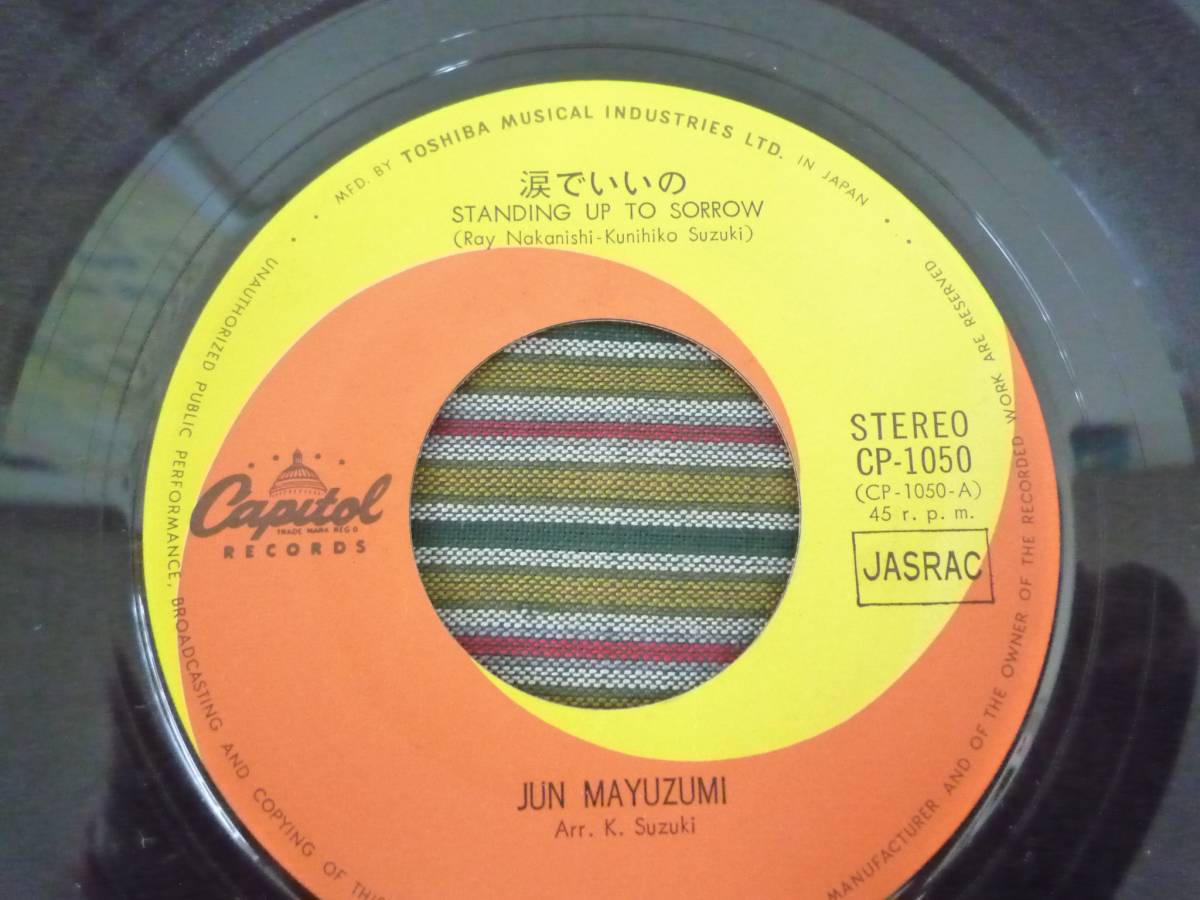 MFD. BY TOSHIBA MUSICAL INDUSTRIES LTD. IN JAPAN
涙でいいの
STANDING UP TO SORROW
(Ray Nakanishi-Kunihiko Suzuki)
Capitol
TRADE MARK REG
RECORDS
STEREO
CP-1050
(CP-1050-A)
45 r. p. m.
JASRAC
JUN MAYUZUMI
Arr. K. Suzuki
UNAUTHORIZED PUBLIC PERFORMANCE, BROADCASTING AND COPYING OF
MANUFACTURER AND OF THE OWNER OF THE RECORDED WORK ARE RESERVED